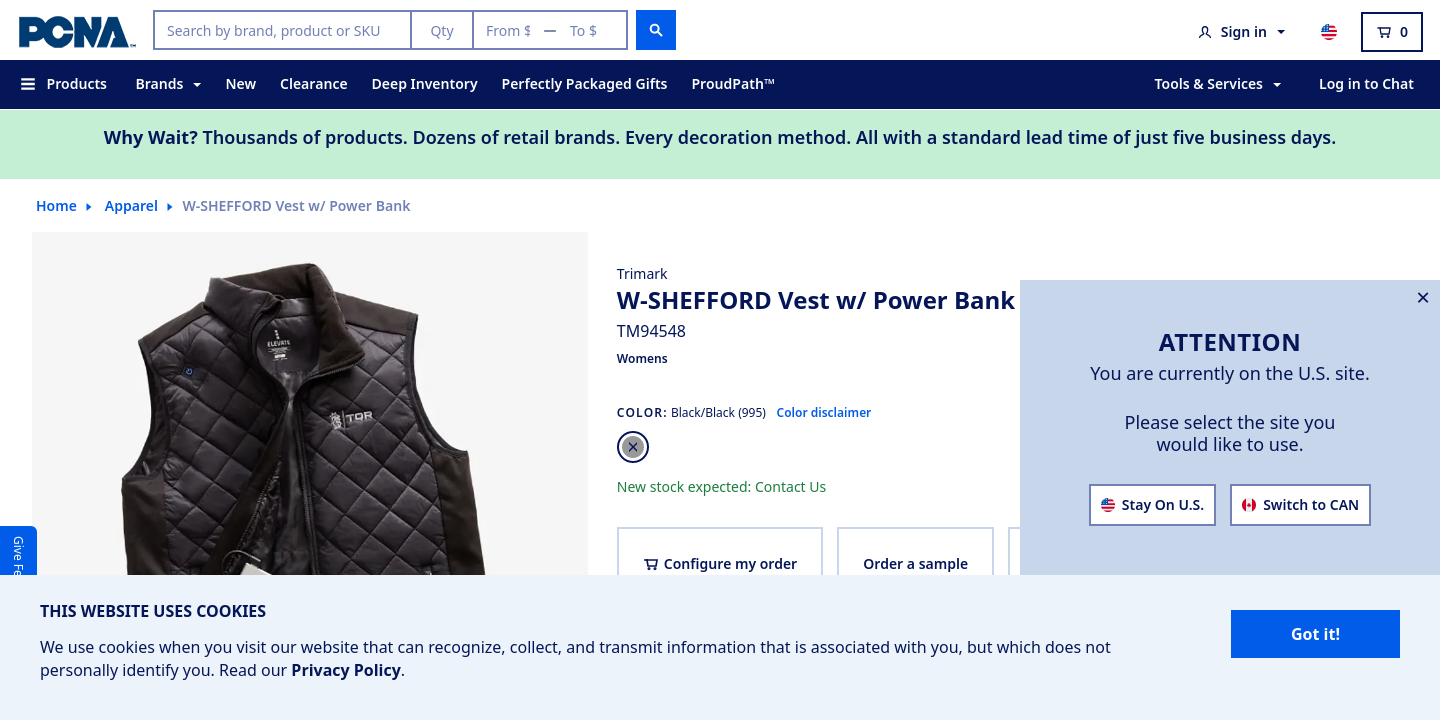 PCNA
Search by brand, product or SKU
Qty
From $ — To $
Sign in
0
Products
Brands
New
Clearance
Deep Inventory
Perfectly Packaged Gifts
ProudPath™
Tools & Services
Log in to Chat
Why Wait? Thousands of products. Dozens of retail brands. Every decoration method. All with a standard lead time of just five business days.
Home
Apparel
W-SHEFFORD Vest w/ Power Bank
ELEVATE
TOR
Trimark
W-SHEFFORD Vest w/ Power Bank
TM94548
Womens
COLOR: Black/Black (995) Color disclaimer
New stock expected: Contact Us
Configure my order
Order a sample
ATTENTION
You are currently on the U.S. site.
Please select the site you
would like to use.
Stay On U.S.
Switch to CAN
Give
THIS WEBSITE USES COOKIES
We use cookies when you visit our website that can recognize, collect, and transmit information that is associated with you, but which does not
personally identify you. Read our Privacy Policy.
Got it!